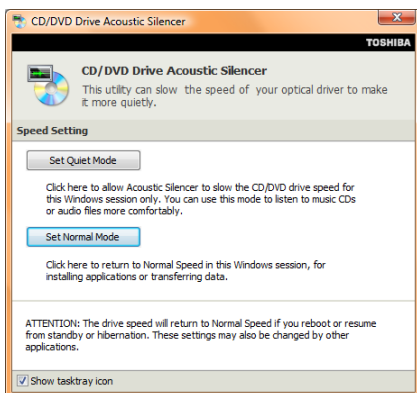 CD/DVD Drive Acoustic Silencer
TOSHIBA
CD/DVD Drive Acoustic Silencer
This utility can slow the speed of your optical driver to make
it more quietly.
Speed Setting
Set Quiet Mode
Click here to allow Acoustic Silencer to slow the CD/DVD drive speed for
this Windows session only. You can use this mode to listen to music CDs
or audio files more comfortably.
Set Normal Mode
Click here to return to Normal Speed in this Windows session, for
installing applications or transferring data.
ATTENTION: The drive speed will return to Normal Speed if you reboot or resume
from standby or hibernation. These settings may also be changed by other
applications.
Show tasktray icon